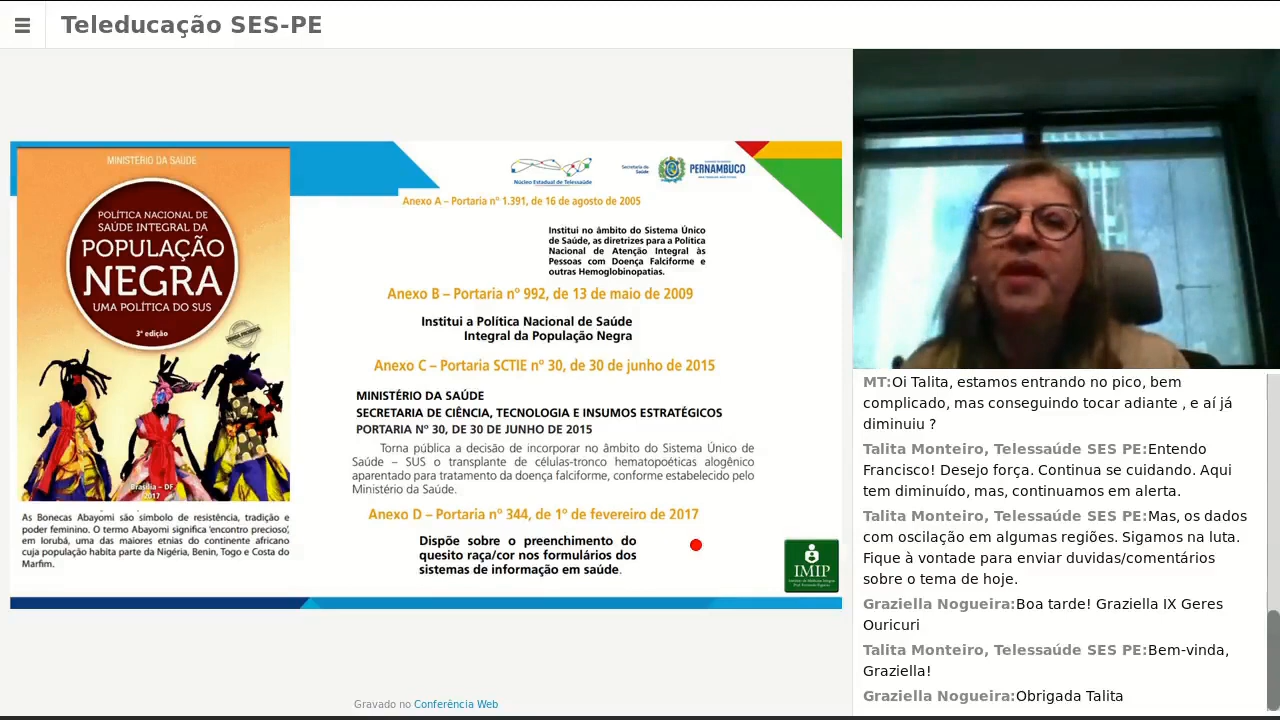 Teleducação SES-PE
MINISTÉRIO DA SAÚDE
POLÍTICA NACIONAL DE
SAÚDE INTEGRAL DA
POPULAÇÃO
NEGRA
UMA POLÍTICA DO SUS
3ª edição
Brasília – DF
2017
As Bonecas Abayomi são símbolo de resistência, tradição e
poder feminino. O termo Abayomi significa ‘encontro precioso’,
em Iorubá, uma das maiores etnias do continente africano
cuja população habita parte da Nigéria, Benin, Togo e Costa do
Marfim.
Núcleo Estadual de Telessaúde
Secretaria de
Saúde
PERNAMBUCO
Anexo A – Portaria nº 1.391, de 16 de agosto de 2005
Institui no âmbito do Sistema Único
de Saúde, as diretrizes para a Política
Nacional de Atenção Integral às
Pessoas com Doença Falciforme e
outras Hemoglobinopatias.
Anexo B – Portaria nº 992, de 13 de maio de 2009
Institui a Política Nacional de Saúde
Integral da População Negra
Anexo C – Portaria SCTIE nº 30, de 30 de junho de 2015
MINISTÉRIO DA SAÚDE
SECRETARIA DE CIÊNCIA, TECNOLOGIA E INSUMOS ESTRATÉGICOS
PORTARIA Nº 30, DE 30 DE JUNHO DE 2015
Torna pública a decisão de incorporar no âmbito do Sistema Único de
Saúde – SUS o transplante de células-tronco hematopoéticas alogênico
aparentado para tratamento da doença falciforme, conforme estabelecido pelo
Ministério da Saúde.
Anexo D – Portaria nº 344, de 1º de fevereiro de 2017
Dispõe sobre o preenchimento do
quesito raça/cor nos formulários dos
sistemas de informação em saúde.
IMIP
Gravado no Conferência Web
MT:Oi Talita, estamos entrando no pico, bem
complicado, mas conseguindo tocar adiante , e aí já
diminuiu ?
Talita Monteiro, Telessaúde SES PE:Entendo
Francisco! Desejo força. Continua se cuidando. Aqui
tem diminuído, mas, continuamos em alerta.
Talita Monteiro, Telessaúde SES PE:Mas, os dados
com oscilação em algumas regiões. Sigamos na luta.
Fique à vontade para enviar duvidas/comentários
sobre o tema de hoje.
Graziella Nogueira:Boa tarde! Graziella IX Geres
Ouricuri
Talita Monteiro, Telessaúde SES PE:Bem-vinda,
Graziella!
Graziella Nogueira:Obrigada Talita